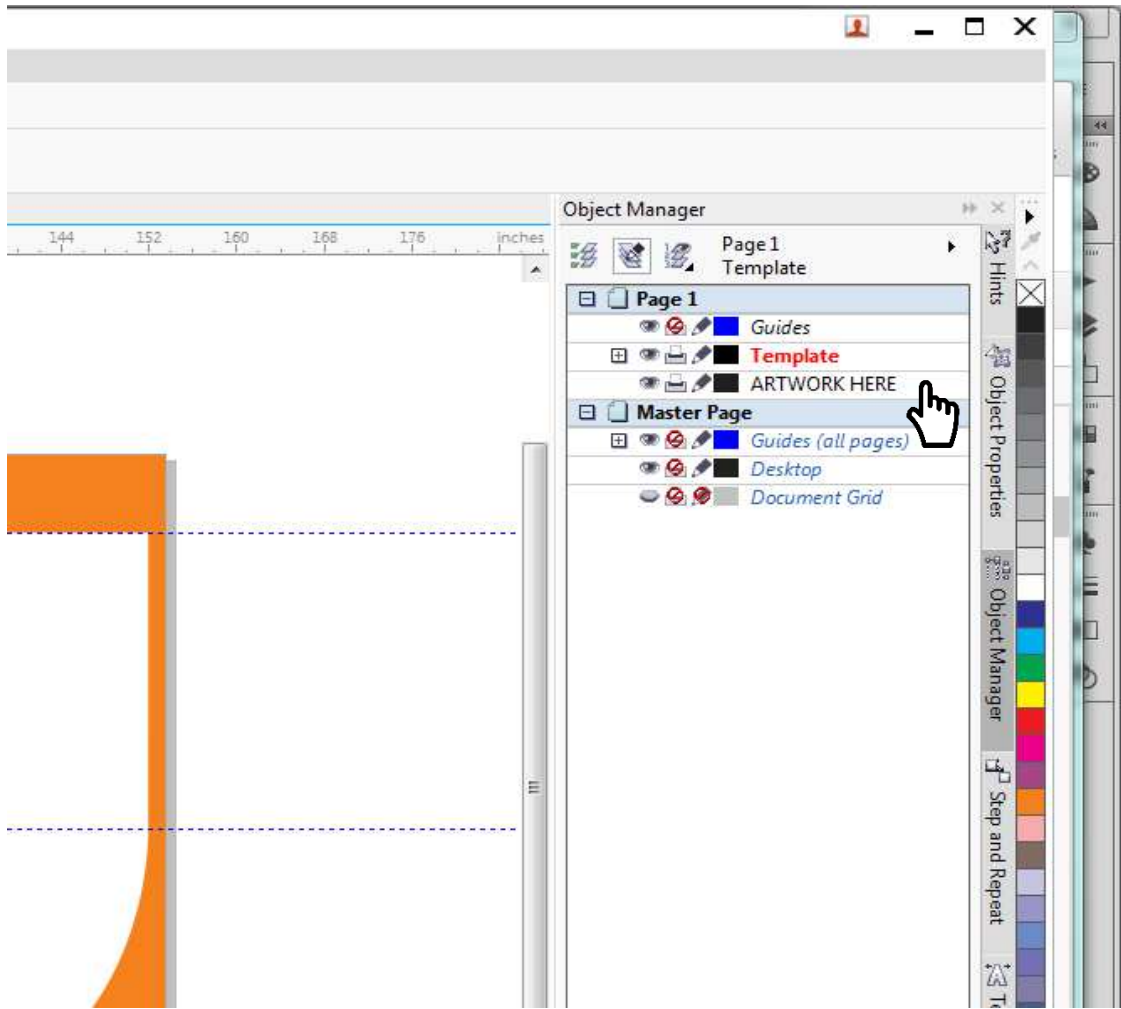 Object Manager
144 152 160 168 176 inches
Page 1
Template
Page 1
Guides
Template
ARTWORK HERE
Master Page
Guides (all pages)
Desktop
Document Grid
Hints
Object Properties
Object Manager
Step and Repeat